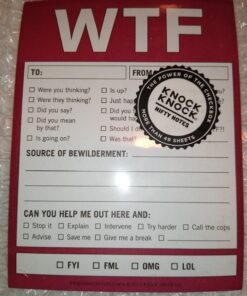 WTF
TO: FROM
THE POWER OF THE CHECKBOX
KNOCK KNOCK
NIFTY NOTES
MORE THAN 49 SHEETS
Were you thinking? Is up?
Were they thinking? Just hap
Did you say? Did you
Did you mean by that? would ha
Should I d
Is going on? Was that
SOURCE OF BEWILDERMENT:
CAN YOU HELP ME OUT HERE AND:
Stop it Explain Intervene Try harder Call the cops
Advise Save me Give me a break
FYI FML OMG LOL